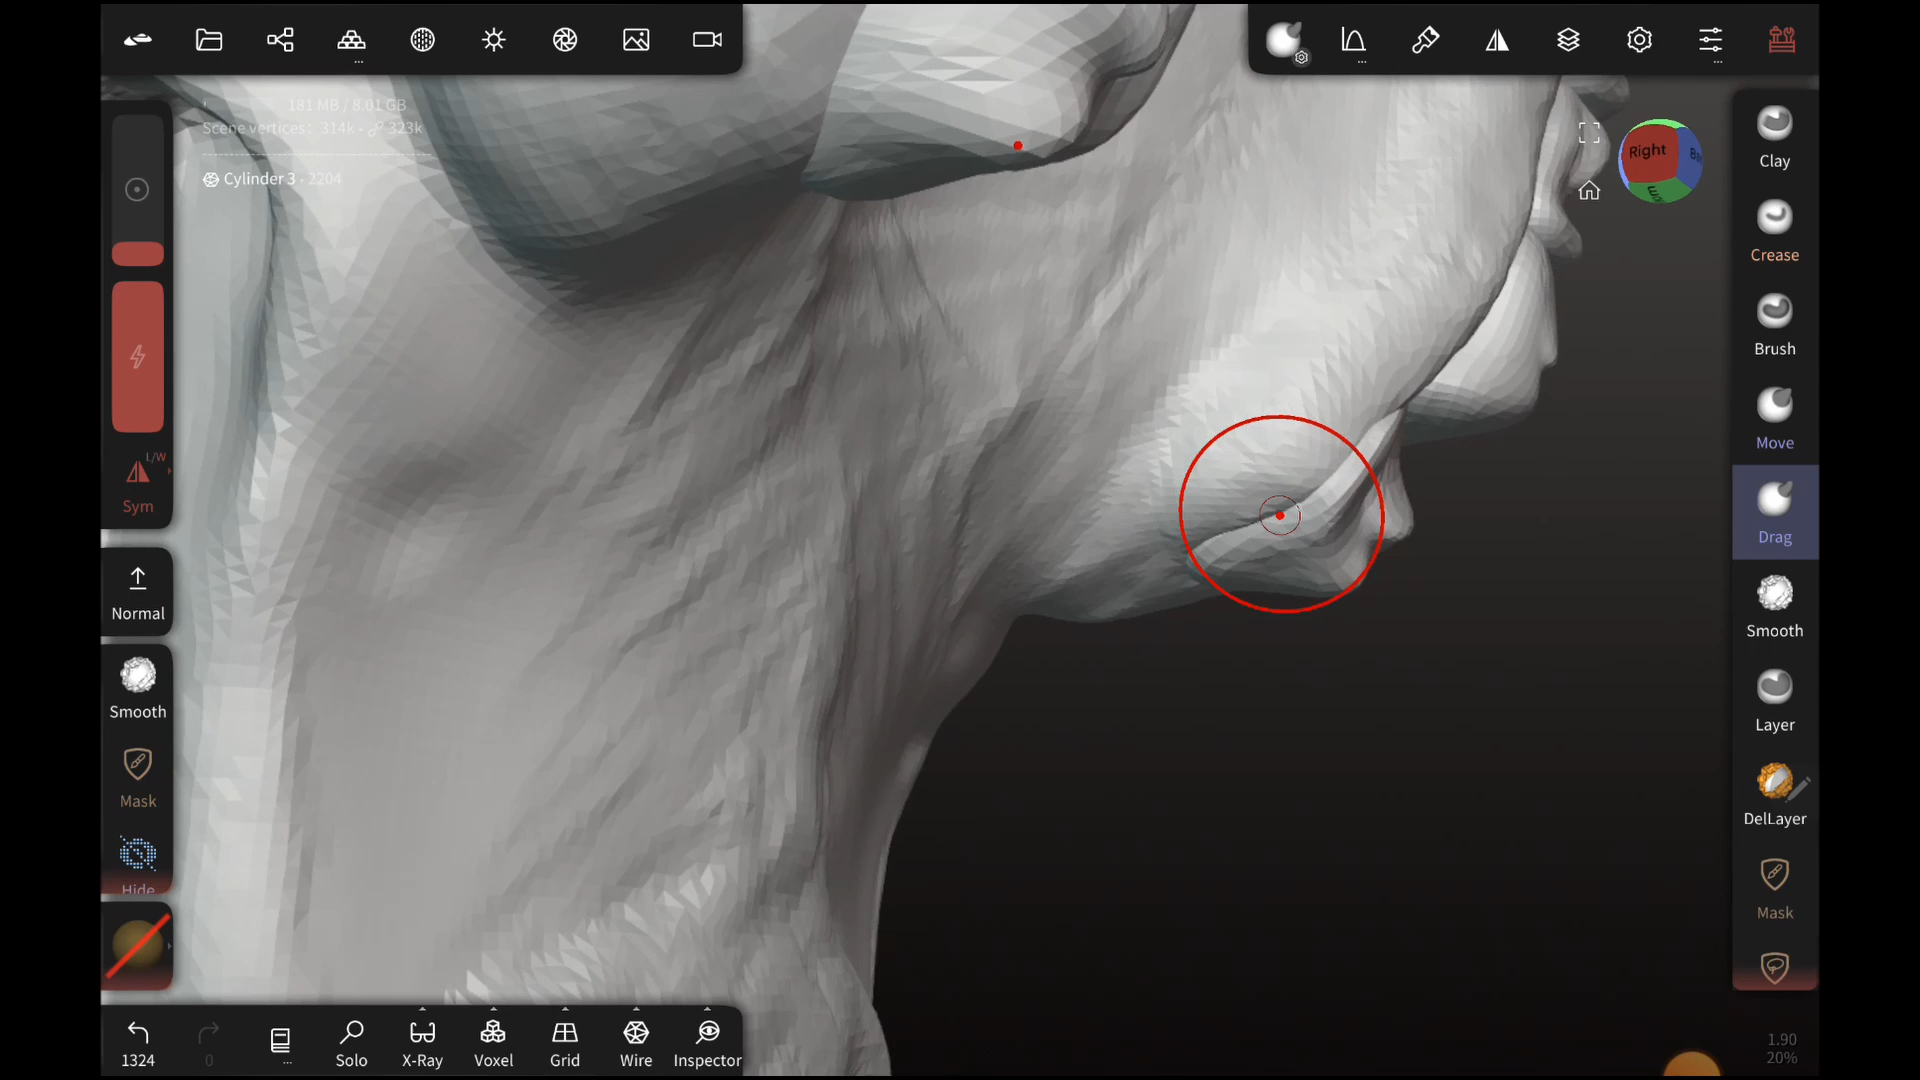 181 MB / 8.01 GB
Scene vertices: 314k • 323k
Cylinder 3 • 2204
L/W
Sym
Normal
Smooth
Mask
Hide
1324
0
...
Solo
X-Ray
Voxel
Grid
Wire
Inspector
Right
Clay
Crease
Brush
Move
Drag
Smooth
Layer
DelLayer
Mask
1.90
20%